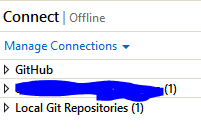 Connect | Offline
Manage Connections
GitHub
(1)
Local Git Repositories (1)